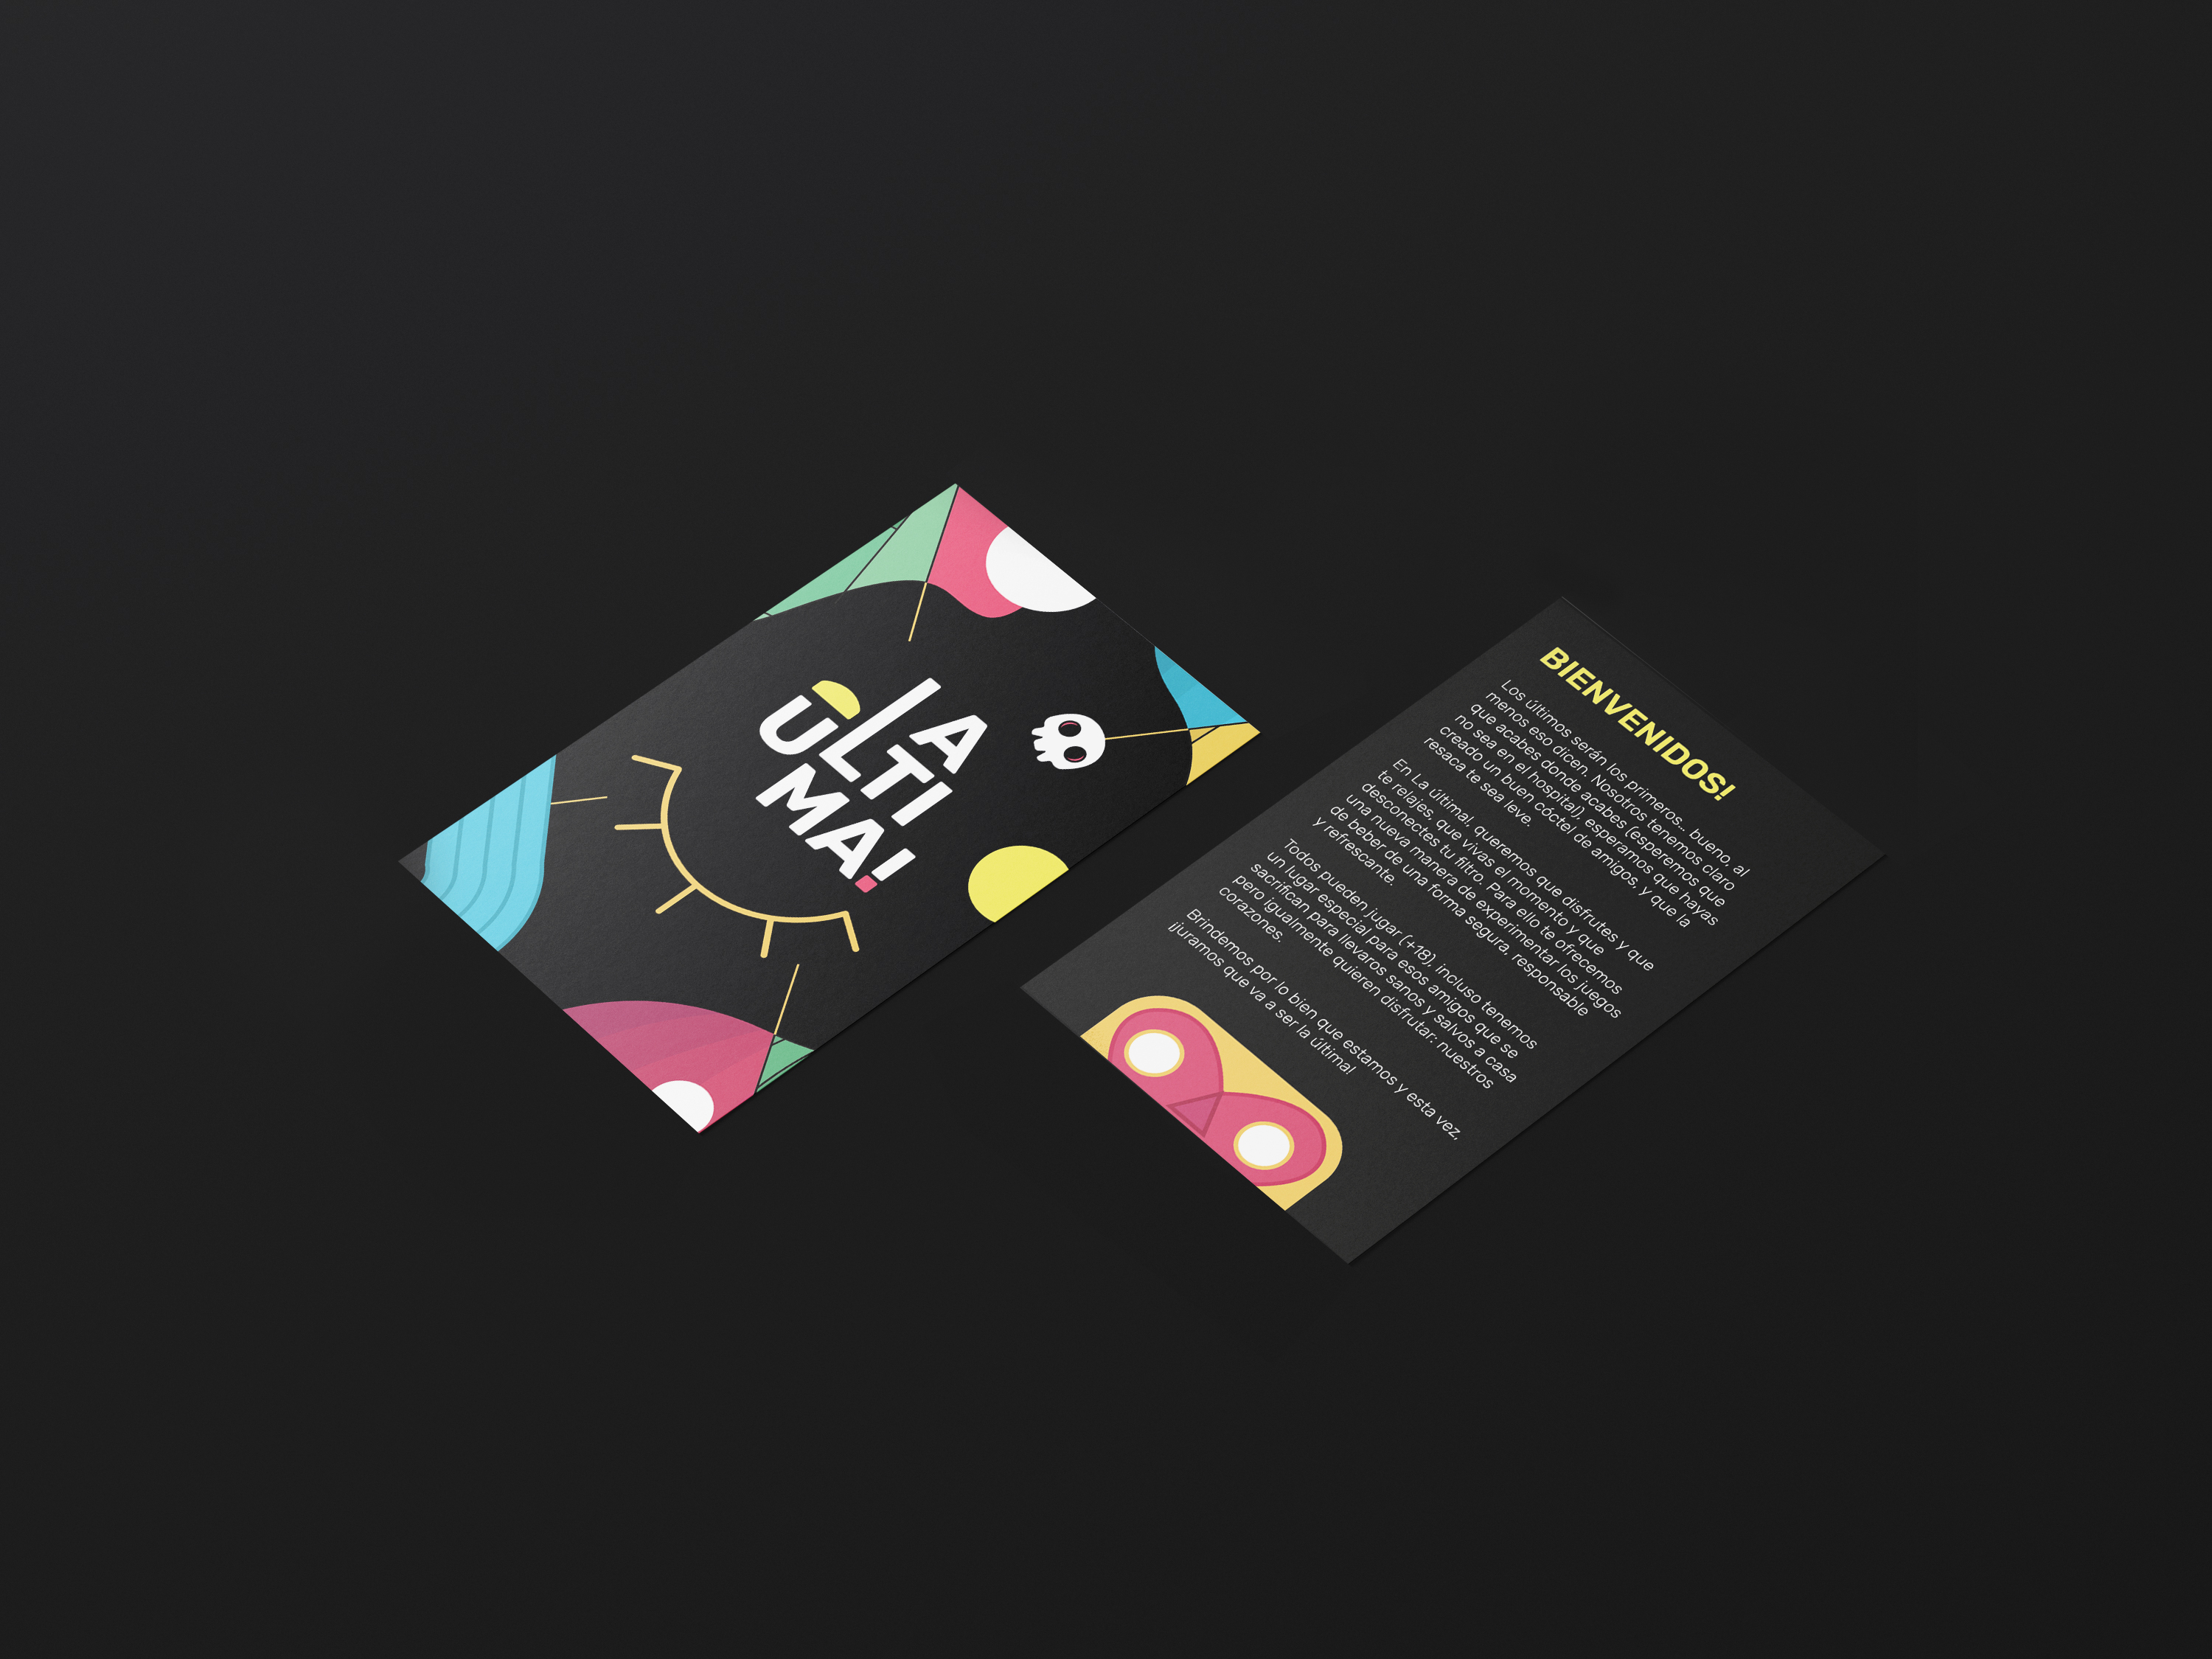 LA
ULTI
MA!
BIENVENIDOS!
Los últimos serán los primeros... bueno, al
menos eso dicen. Nosotros tenemos claro
que acabes donde acabes (esperemos que
no sea en el hospital), esperamos que hayas
creado un buen cóctel de amigos, y que la
resaca te sea leve.
En La última!, queremos que disfrutes y que
te relajes, que vivas el momento y que
desconectes tu filtro. Para ello te ofrecemos
una nueva manera de experimentar los juegos
de beber de una forma segura, responsable
y refrescante.
Todos pueden jugar (+18), incluso tenemos
un lugar especial para esos amigos que se
sacrifican para llevaros sanos y salvos a casa
pero igualmente quieren disfrutar: nuestros
corazones.
Brindemos por lo bien que estamos y esta vez,
¡juramos que va a ser la última!